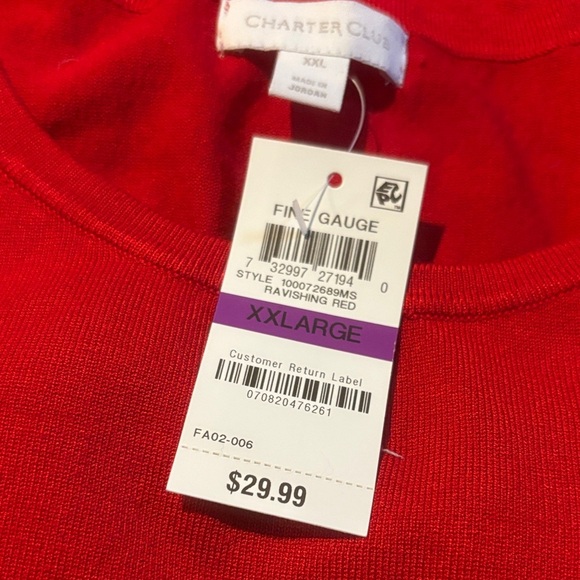 CHARTER CLUB
XXL
MADE IN
JORDAN
FINE GAUGE
7 32997 27194 0
STYLE 100072689MS
RAVISHING RED
XXLARGE
Customer Return Label
070820476261
FA02-006
$29.99